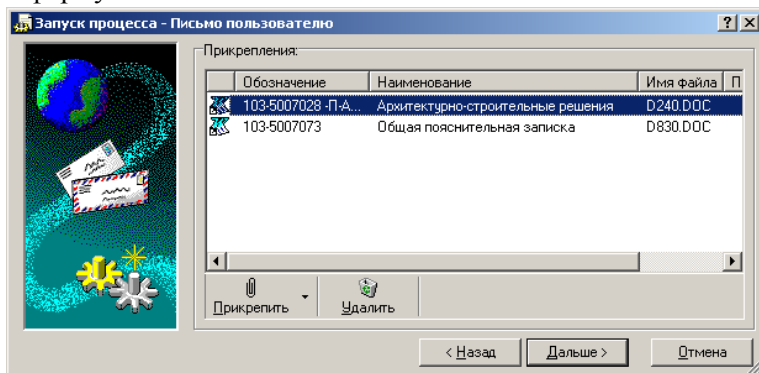 Запуск процесса - Письмо пользователю
Прикрепления:
Обозначение Наименование Имя файла П
103-5007028 -П-А... Архитектурно-строительные решения D240.DOC
103-5007073 Общая пояснительная записка D830.DOC
Прикрепить Удалить
< Назад Дальше > Отмена